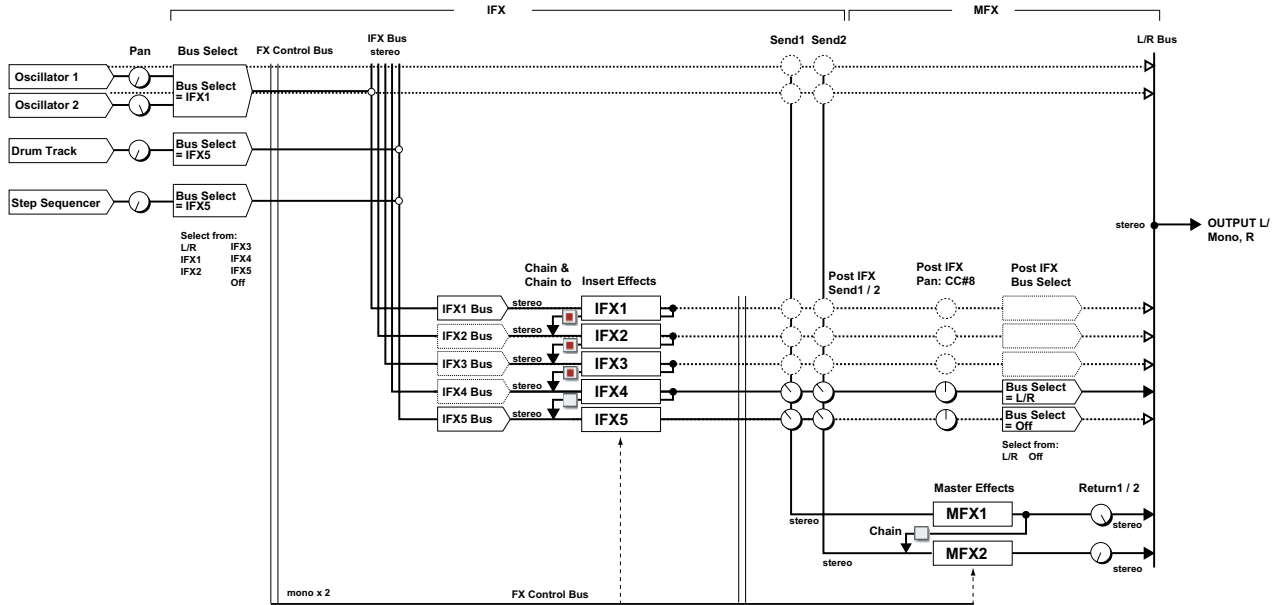 IFX
MFX
IFX Bus
stereo
Send1
Send2
L/R Bus
Pan
Bus Select
FX Control Bus
Oscillator 1
Bus Select
= IFX1
Oscillator 2
Drum Track
Bus Select
= IFX5
Step Sequencer
Bus Select
= IFX5
Select from:
L/R IFX3
IFX1 IFX4
IFX2 IFX5
Off
stereo
OUTPUT L/
Mono, R
Chain &
Chain to
Insert Effects
Post IFX
Send1 / 2
Post IFX
Pan: CC#8
Post IFX
Bus Select
IFX1 Bus
stereo
IFX1
IFX2 Bus
stereo
IFX2
IFX3 Bus
stereo
IFX3
IFX4 Bus
stereo
IFX4
Bus Select
= L/R
IFX5 Bus
stereo
IFX5
Bus Select
= Off
Select from:
L/R Off
Master Effects
Return1 / 2
stereo
MFX1
stereo
Chain
stereo
MFX2
stereo
mono x 2
FX Control Bus